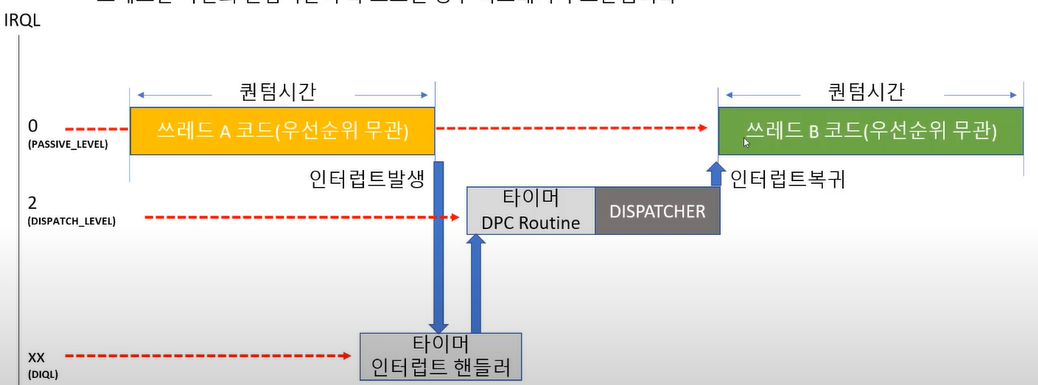 IRQL
퀀텀시간
퀀텀시간
0
(PASSIVE_LEVEL)
쓰레드 A 코드(우선순위 무관)
쓰레드 B 코드(우선순위 무관)
인터럽트발생
인터럽트복귀
2
(DISPATCH_LEVEL)
타이머
DPC Routine
DISPATCHER
타이머
인터럽트 핸들러
XX
(DIQL)